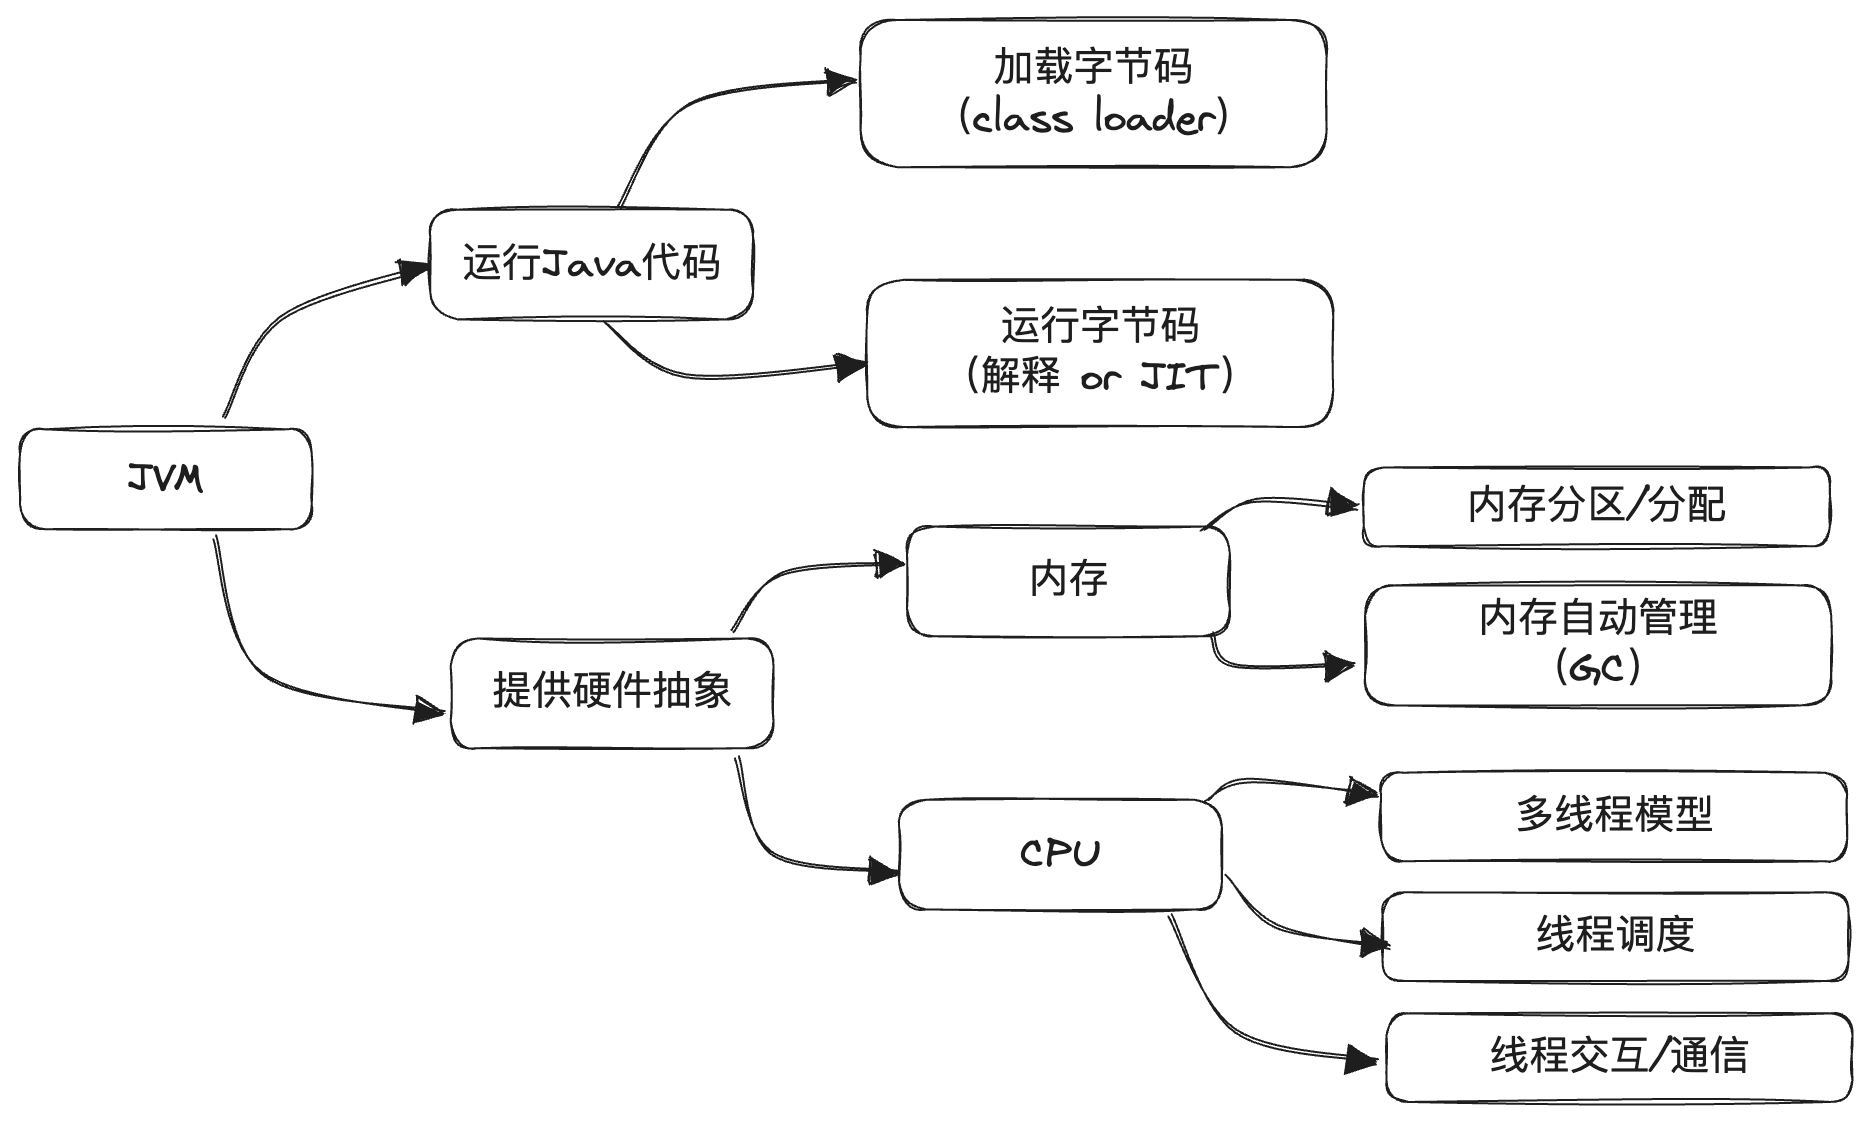 加载字节码
(class loader)
运行Java代码
运行字节码
(解释 or JIT)
JVM
内存分区/分配
内存
内存自动管理
(GC)
提供硬件抽象
多线程模型
CPU
线程调度
线程交互/通信